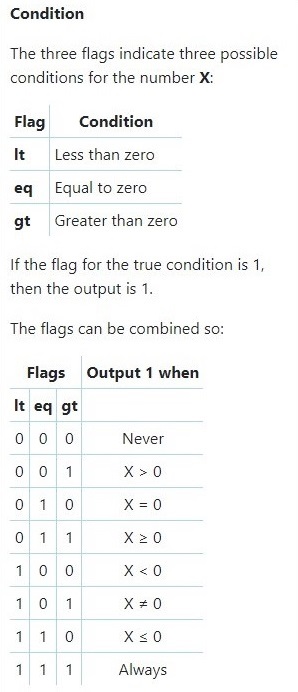 Condition
The three flags indicate three possible
conditions for the number X:
Flag Condition
lt Less than zero
eq Equal to zero
gt Greater than zero
If the flag for the true condition is 1,
then the output is 1.
The flags can be combined so:
Flags Output 1 when
lt eq gt
0 0 0 Never
0 0 1 X > 0
0 1 0 X = 0
0 1 1 X ≥ 0
1 0 0 X < 0
1 0 1 X ≠ 0
1 1 0 X ≤ 0
1 1 1 Always